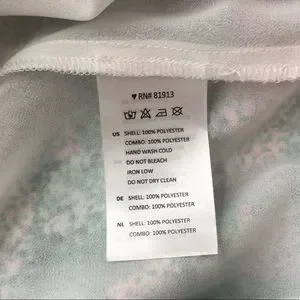 ♥ RN# 81913
US SHELL: 100% POLYESTER
COMBO: 100% POLYESTER
HAND WASH COLD
DO NOT BLEACH
IRON LOW
DO NOT DRY CLEAN
DE SHELL: 100% POLYESTER
COMBO: 100% POLYESTER
NL SHELL: 100% POLYESTER
COMBO: 100% POLYESTER